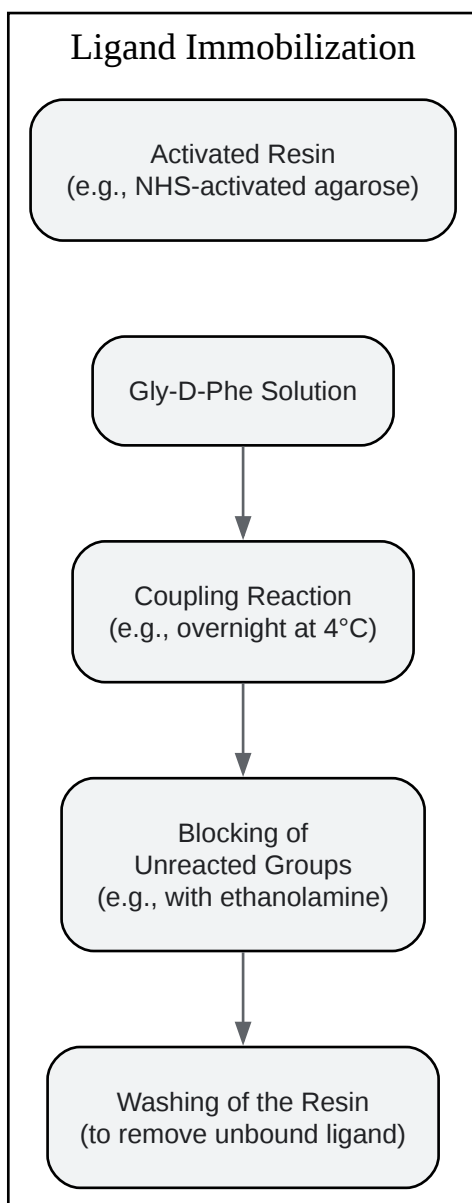 Ligand Immobilization
Activated Resin
(e.g., NHS-activated agarose)
Gly-D-Phe Solution
Coupling Reaction
(e.g., overnight at 4°C)
Blocking of
Unreacted Groups
(e.g., with ethanolamine)
Washing of the Resin
(to remove unbound ligand)